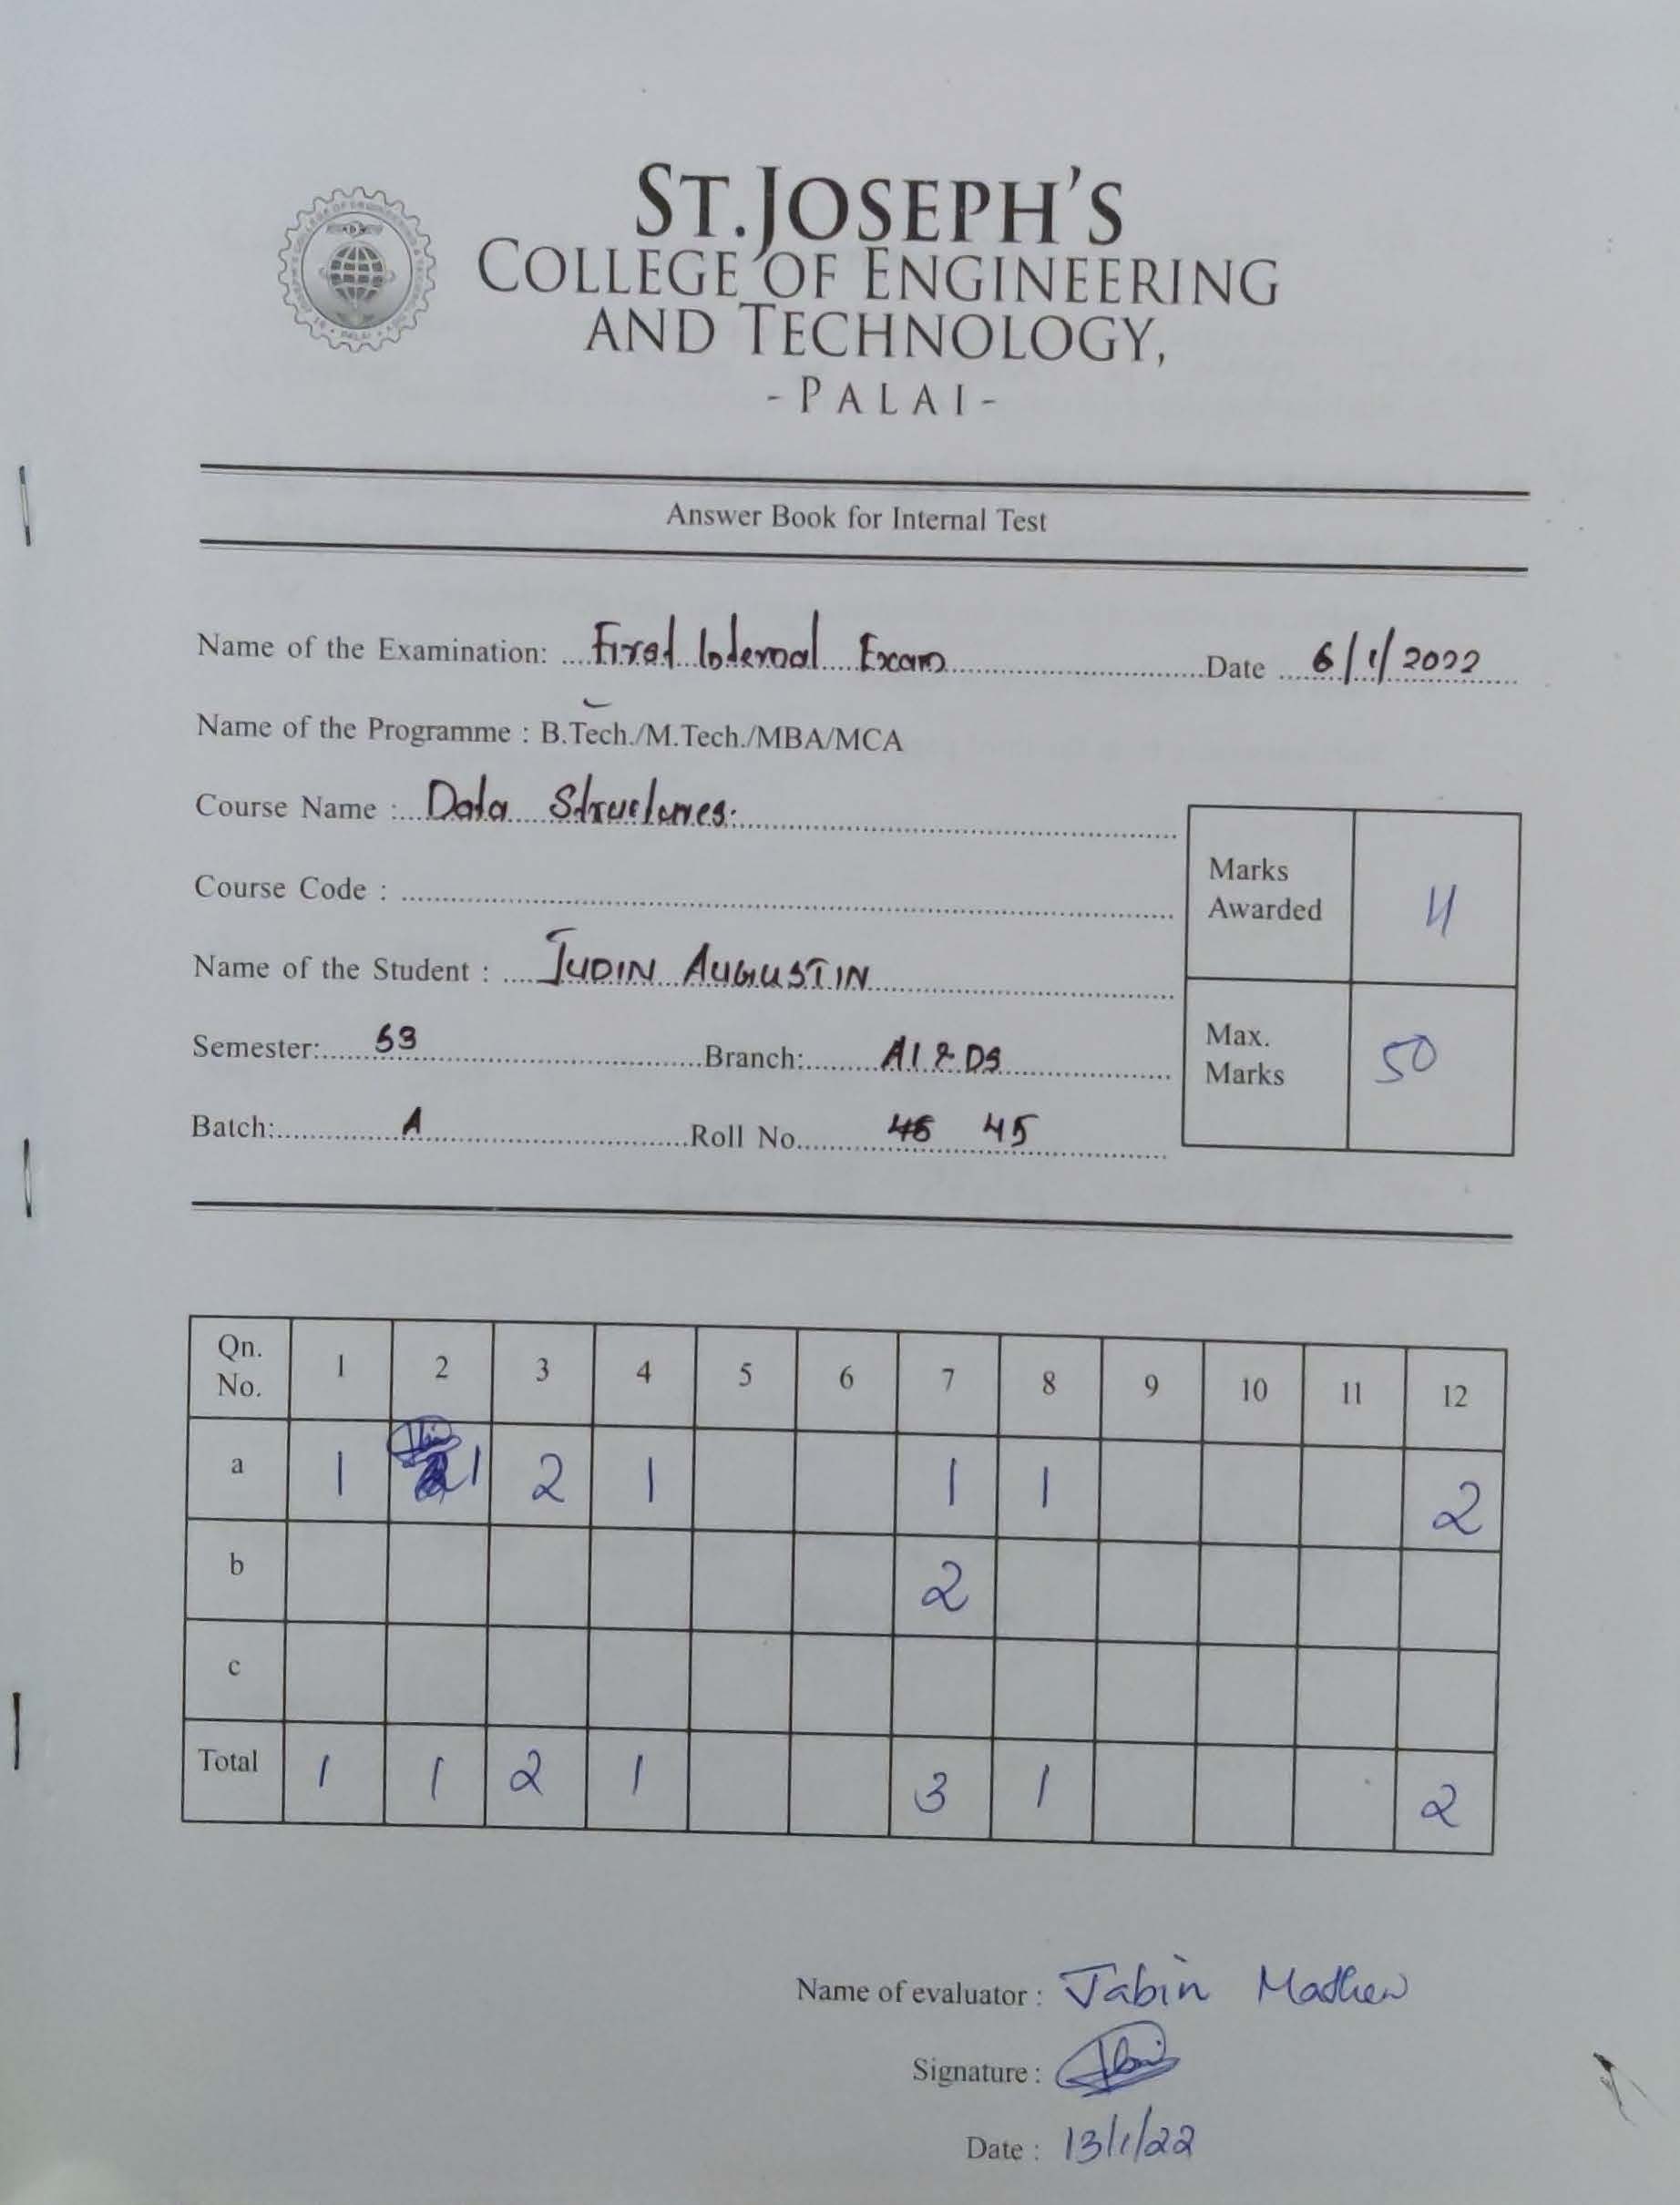 ST. JOSEPH'S
COLLEGE OF ENGINEERING
AND TECHNOLOGY,
- PALAI -
Answer Book for Internal Test
Name of the Examination: First Internal Exam Date 6/1/2022
Name of the Programme : B.Tech./M.Tech./MBA/MCA
Course Name : Data Structures.
Course Code :
Name of the Student : JUDIN AUGUSTIN
Semester: S3 Branch: AI & DS
Batch: A Roll No. 46 45
Marks Awarded 11
Max. Marks 50
Qn. No. 1 2 3 4 5 6 7 8 9 10 11 12
a 1 1 2 1 1 1 2
b 2
c
Total 1 1 2 1 3 1 2
Name of evaluator : Jabin Mathew
Signature :
Date : 13/1/22